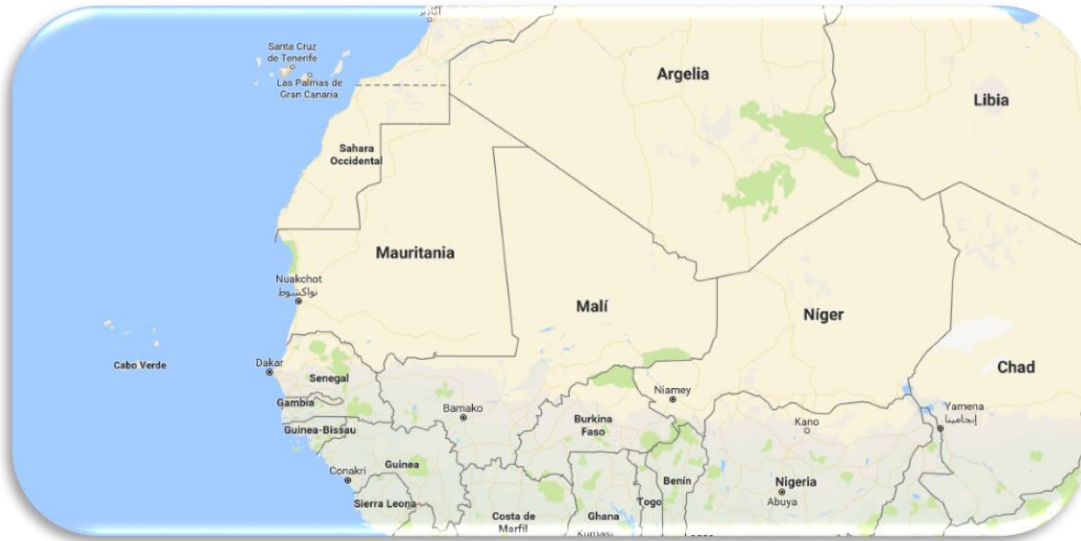 Santa Cruz
de Tenerife
Las Palmas de
Gran Canaria
Argelia
Libia
Sahara
Occidental
Mauritania
Nuakchot
نواكشوط
Malí
Níger
Cabo Verde
Dakar
Senegal
Chad
Gambia
Niamey
Bamako
Burkina
Faso
Kano
Yamena
إنجامينا
Guinea-Bissau
Guinea
Conakri
Benín
Nigeria
Abuya
Togo
Sierra Leona
Costa de
Marfil
Ghana
Kumasi